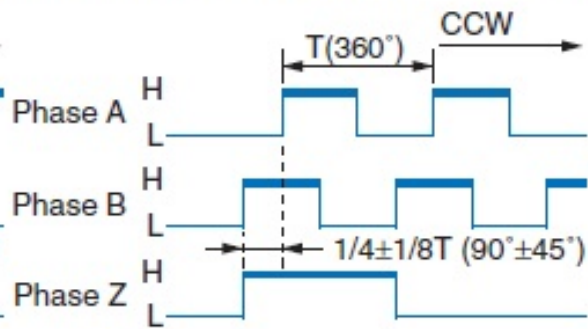 CCW
T(360˚)
H
Phase A
L
H
Phase B
L
1/4±1/8T (90˚±45˚)
H
Phase Z
L